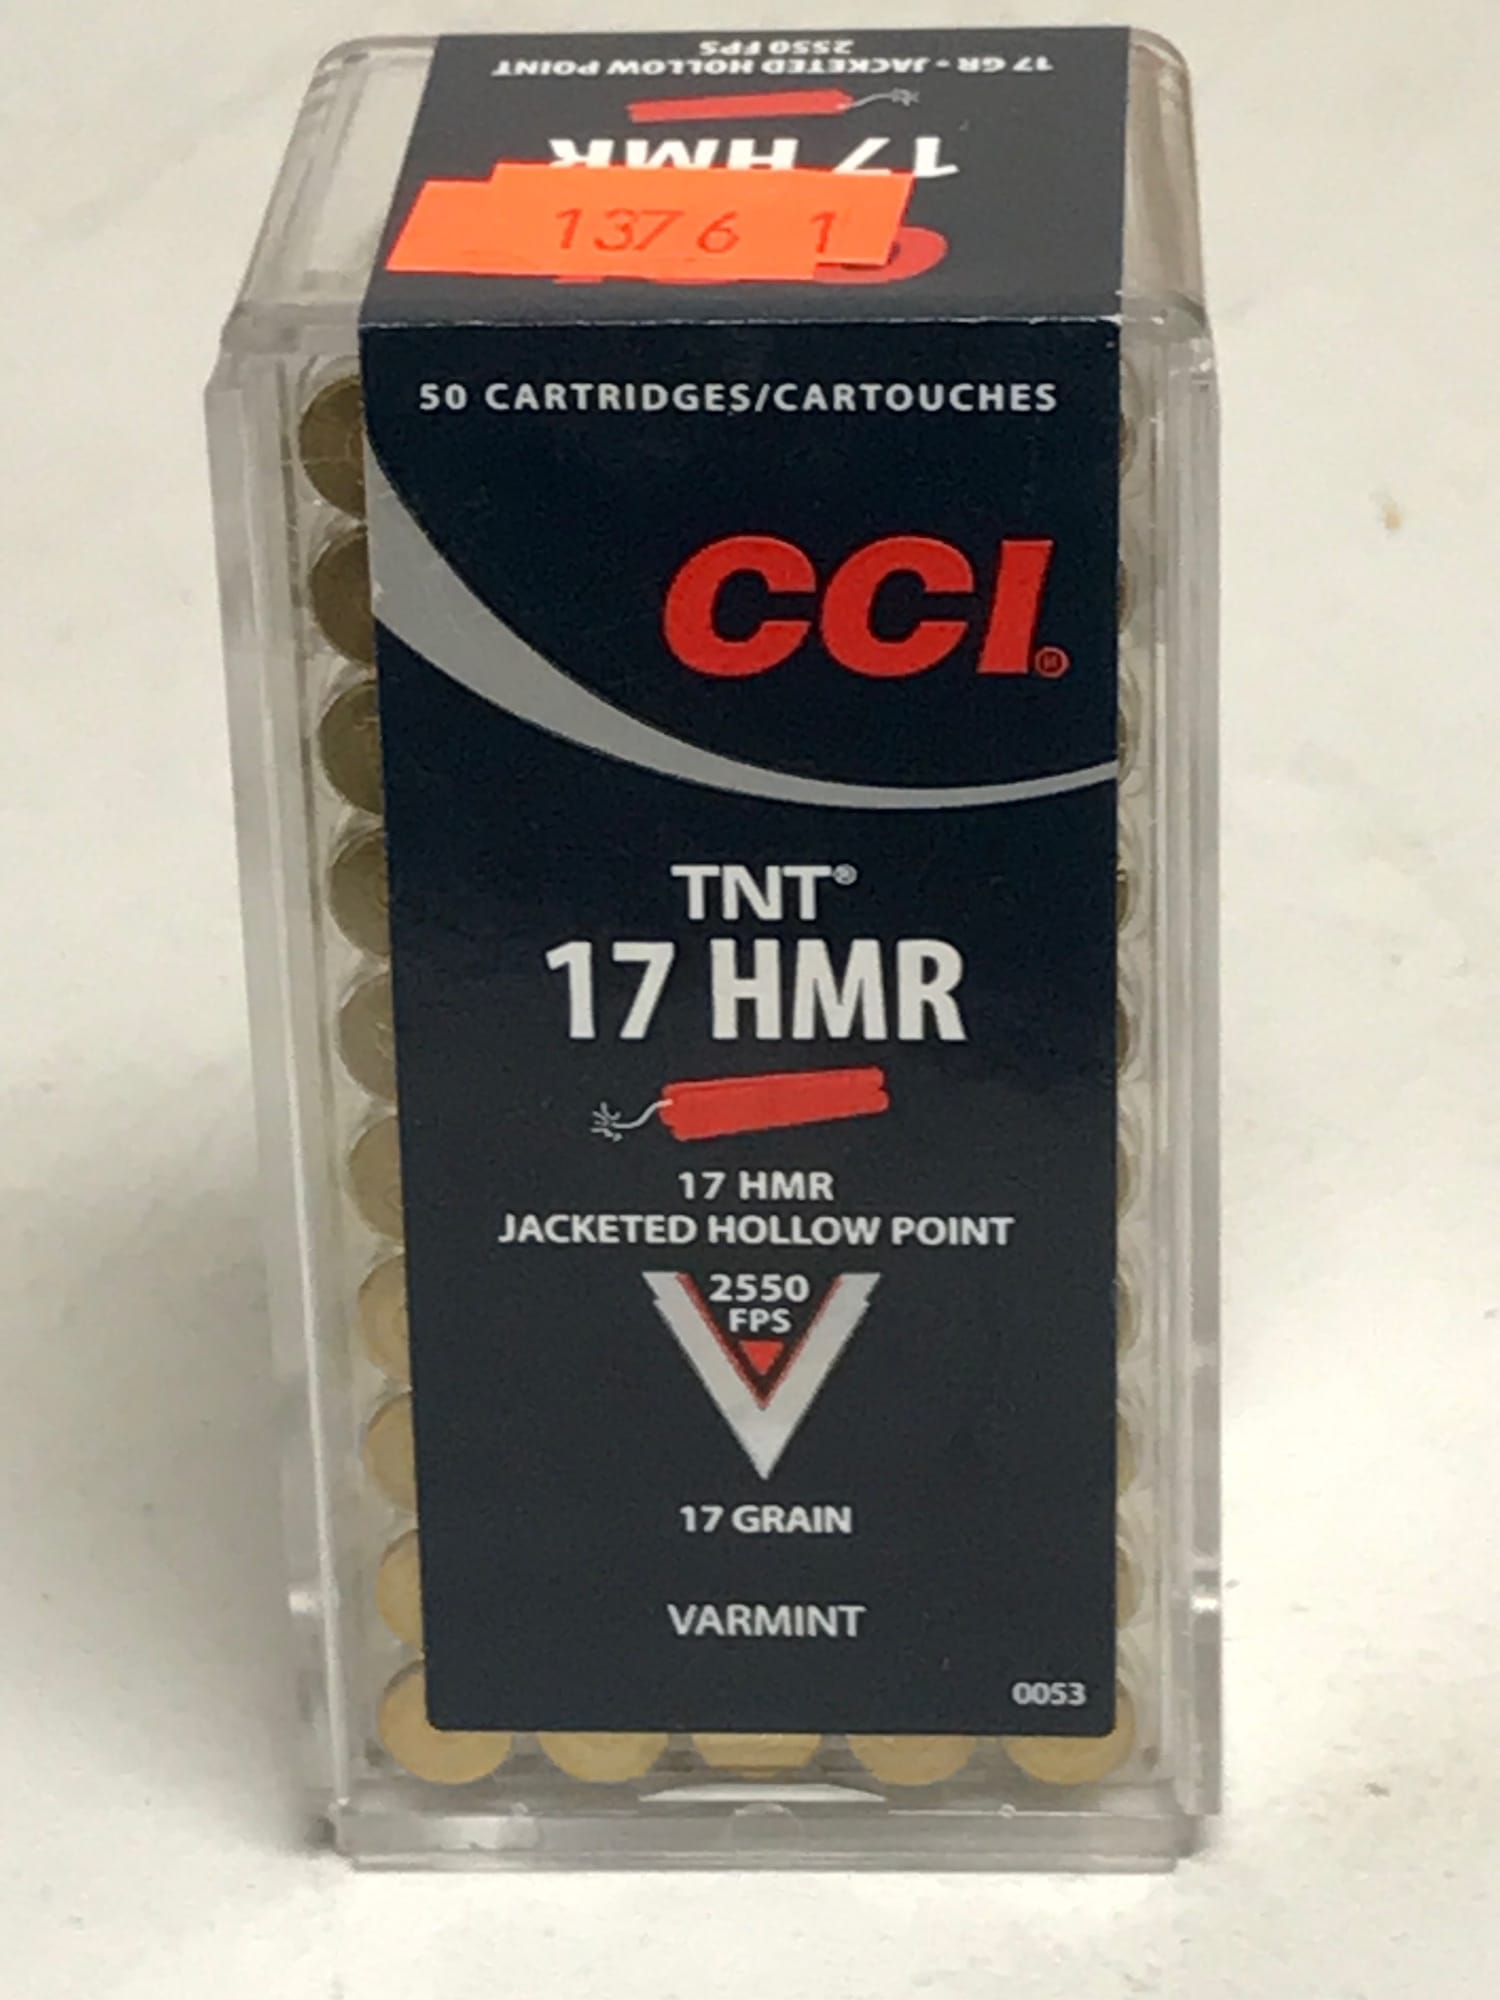 2550 FPS
17 GR - JACKETED HOLLOW POINT
17 HMR
1376 1
50 CARTRIDGES/CARTOUCHES
CCI®
TNT®
17 HMR
17 HMR
JACKETED HOLLOW POINT
2550
FPS
17 GRAIN
VARMINT
0053